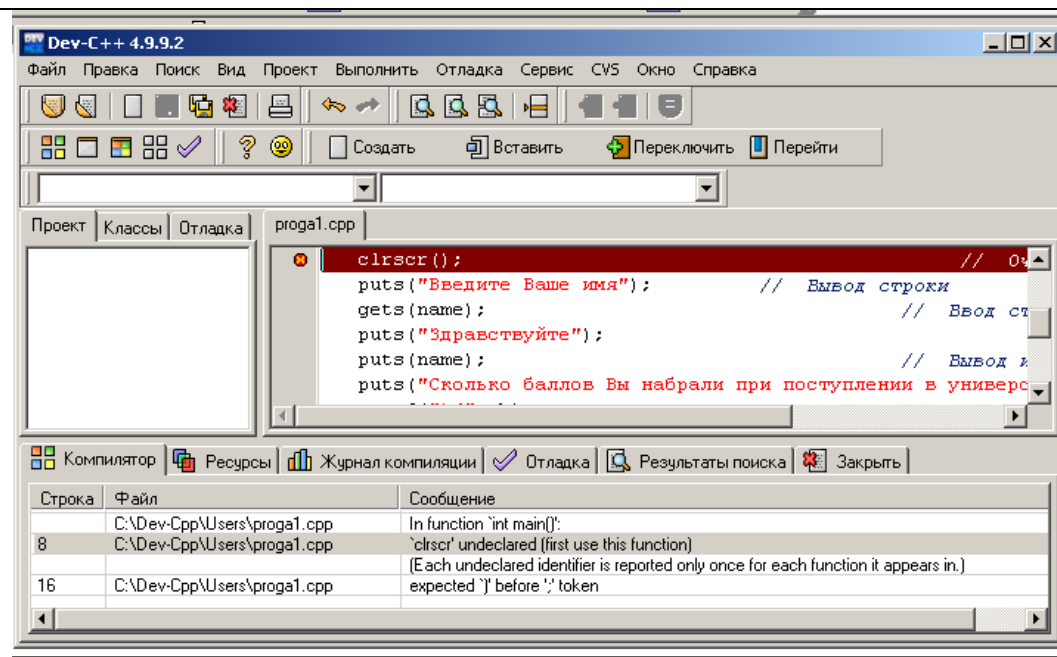 Dev-C++ 4.9.9.2
Файл Правка Поиск Вид Проект Выполнить Отладка Сервис CVS Окно Справка
Создать Вставить Переключить Перейти
Проект Классы Отладка proga1.cpp
clrscr(); //
puts("Введите Ваше имя"); // Вывод строки
gets(name); // Ввод ст
puts("Здравствуйте");
puts(name); // Вывод
puts("Сколько баллов Вы набрали при поступлении в универс
Компилятор Ресурсы Журнал компиляции Отладка Результаты поиска Закрыть
Строка Файл Сообщение
C:\Dev-Cpp\Users\proga1.cpp In function `int main()':
8 C:\Dev-Cpp\Users\proga1.cpp `clrscr' undeclared (first use this function)
(Each undeclared identifier is reported only once for each function it appears in.)
16 C:\Dev-Cpp\Users\proga1.cpp expected `)' before ';' token